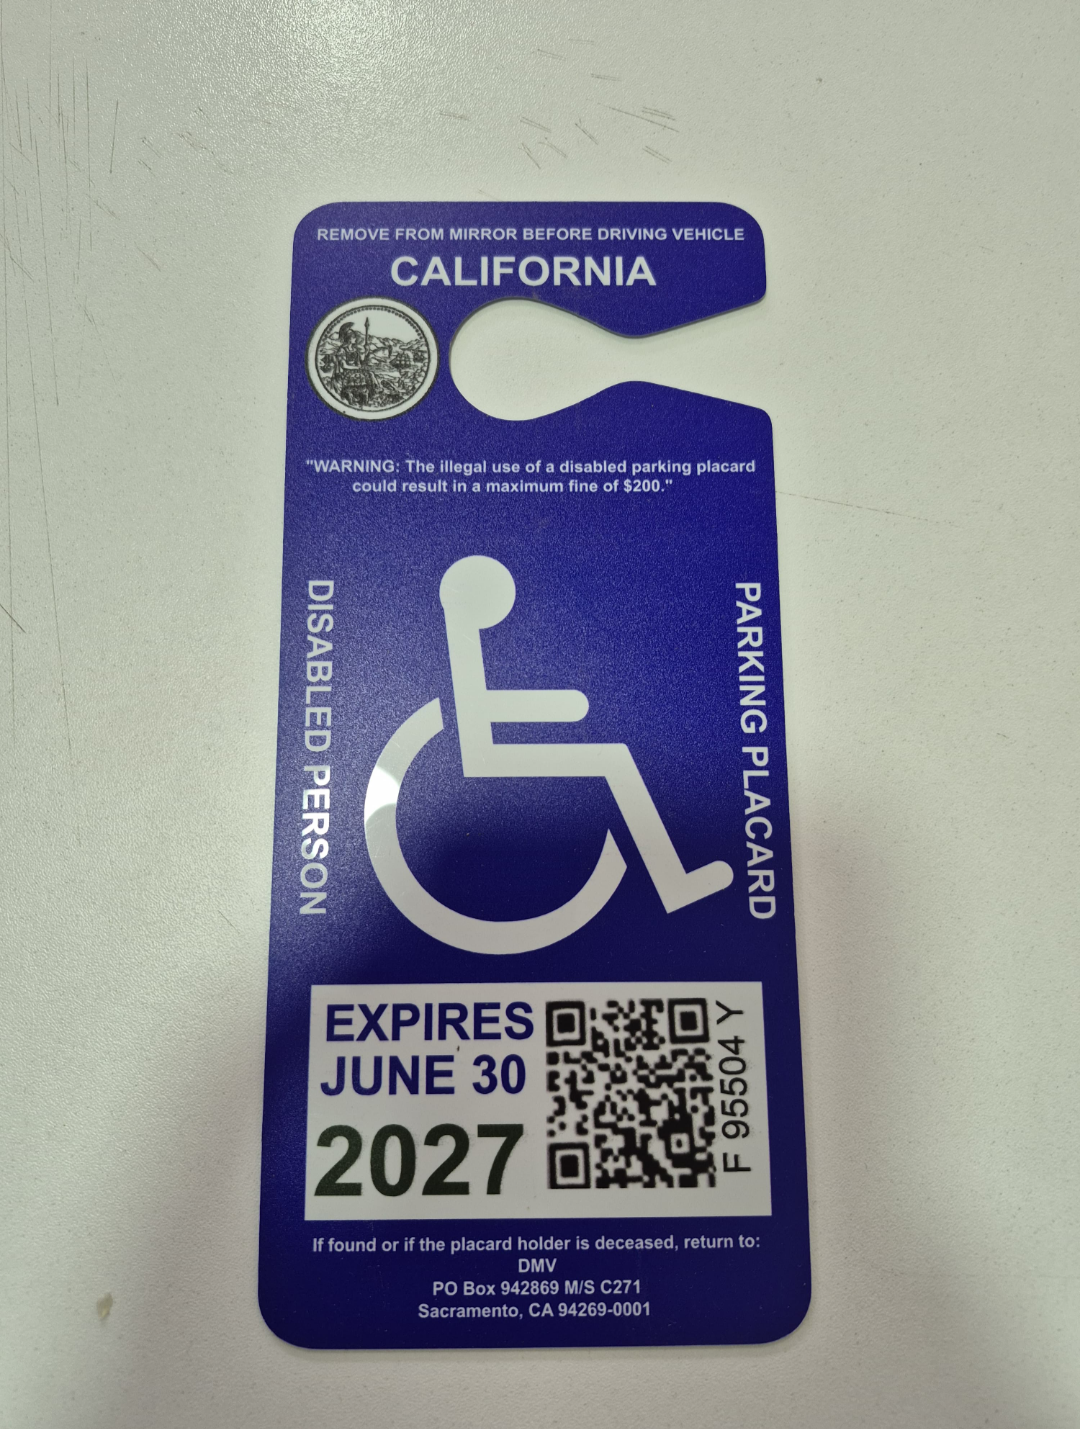 REMOVE FROM MIRROR BEFORE DRIVING VEHICLE
CALIFORNIA
"WARNING: The illegal use of a disabled parking placard
could result in a maximum fine of $200."
DISABLED PERSON
PARKING PLACARD
EXPIRES
JUNE 30
2027
F 95504 Y
If found or if the placard holder is deceased, return to:
DMV
PO Box 942869 M/S C271
Sacramento, CA 94269-0001